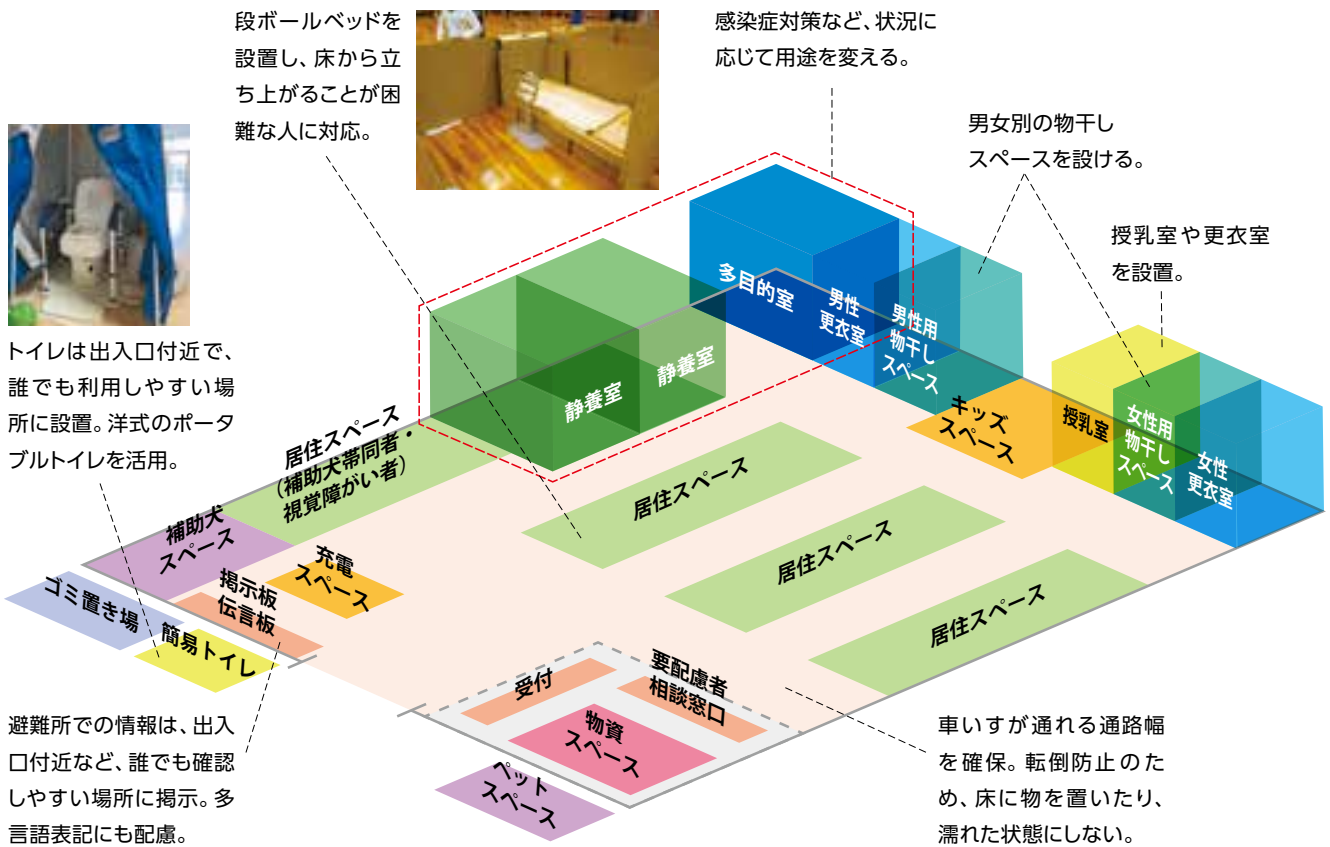 段ボールベッドを
設置し、床から立
ち上がることが困
難な人に対応。
感染症対策など、状況に
応じて用途を変える。
男女別の物干し
スペースを設ける。
授乳室や更衣室
を設置。
トイレは出入口付近で、
誰でも利用しやすい場
所に設置。洋式のポータ
ブルトイレを活用。
多目的室
男性
更衣室
男性用
物干し
スペース
静養室
静養室
キッズ
スペース
授乳室
女性用
物干し
スペース
女性
更衣室
居住スペース
（補助犬帯同者・
視覚障がい者）
居住スペース
居住スペース
居住スペース
補助犬
スペース
充電
スペース
掲示板
伝言板
ゴミ置き場
簡易トイレ
受付
要配慮者
相談窓口
物資
スペース
ペット
スペース
避難所での情報は、出入
口付近など、誰でも確認
しやすい場所に掲示。多
言語表記にも配慮。
車いすが通れる通路幅
を確保。転倒防止のた
め、床に物を置いたり、
濡れた状態にしない。